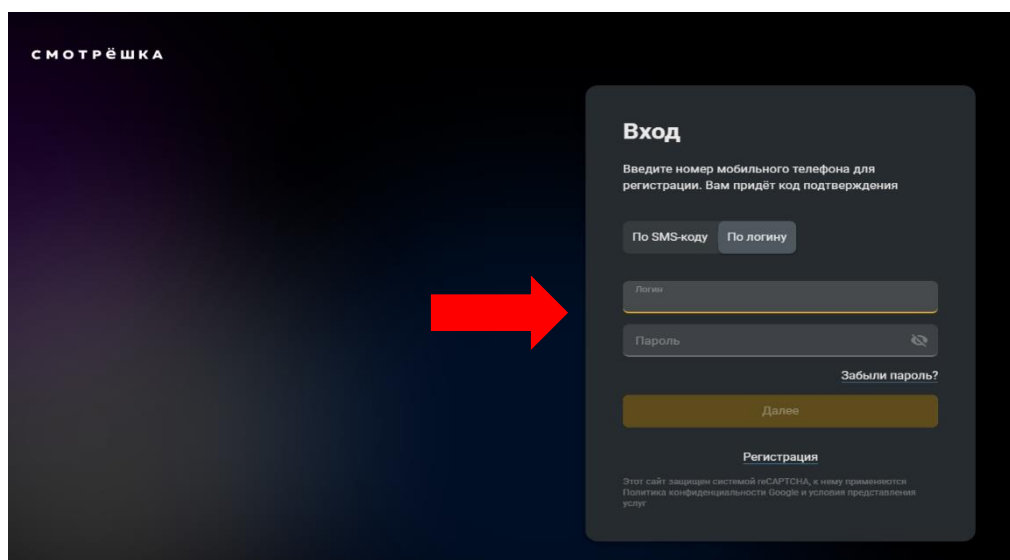 СМОТРЁШКА
Вход
Введите номер мобильного телефона для
регистрации. Вам придёт код подтверждения
По SMS-коду По логину
Логин
Пароль
Забыли пароль?
Далее
Регистрация
Этот сайт защищен системой reCAPTCHA, к нему применяются
Политика конфиденциальности Google и условия представления
услуг